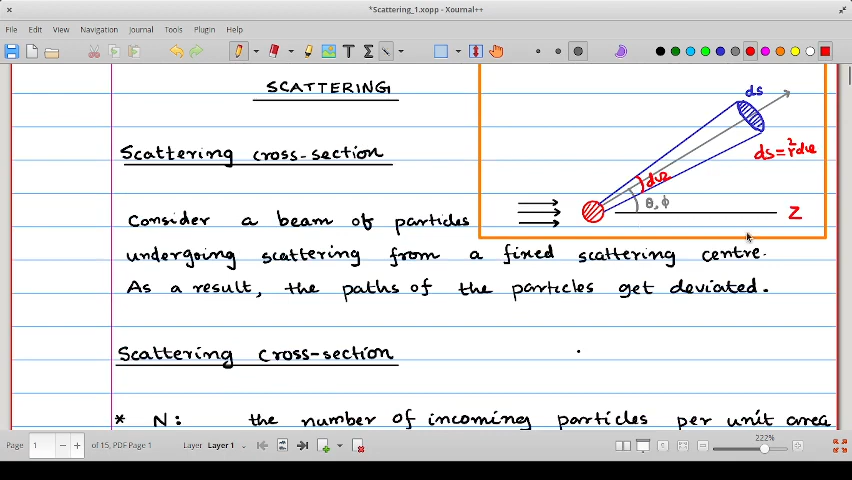 *Scattering_1.xopp - Xournal++
File Edit View Navigation Journal Tools Plugin Help
SCATTERING
ds
ds = r²dΩ
dΩ
θ, ϕ
Z
Scattering cross-section
Consider a beam of particles
undergoing scattering from a fixed scattering centre.
As a result, the paths of the particles get deviated.
Scattering cross-section
* N: the number of incoming particles per unit area
Page 1 of 15, PDF Page 1 Layer Layer 1 222%